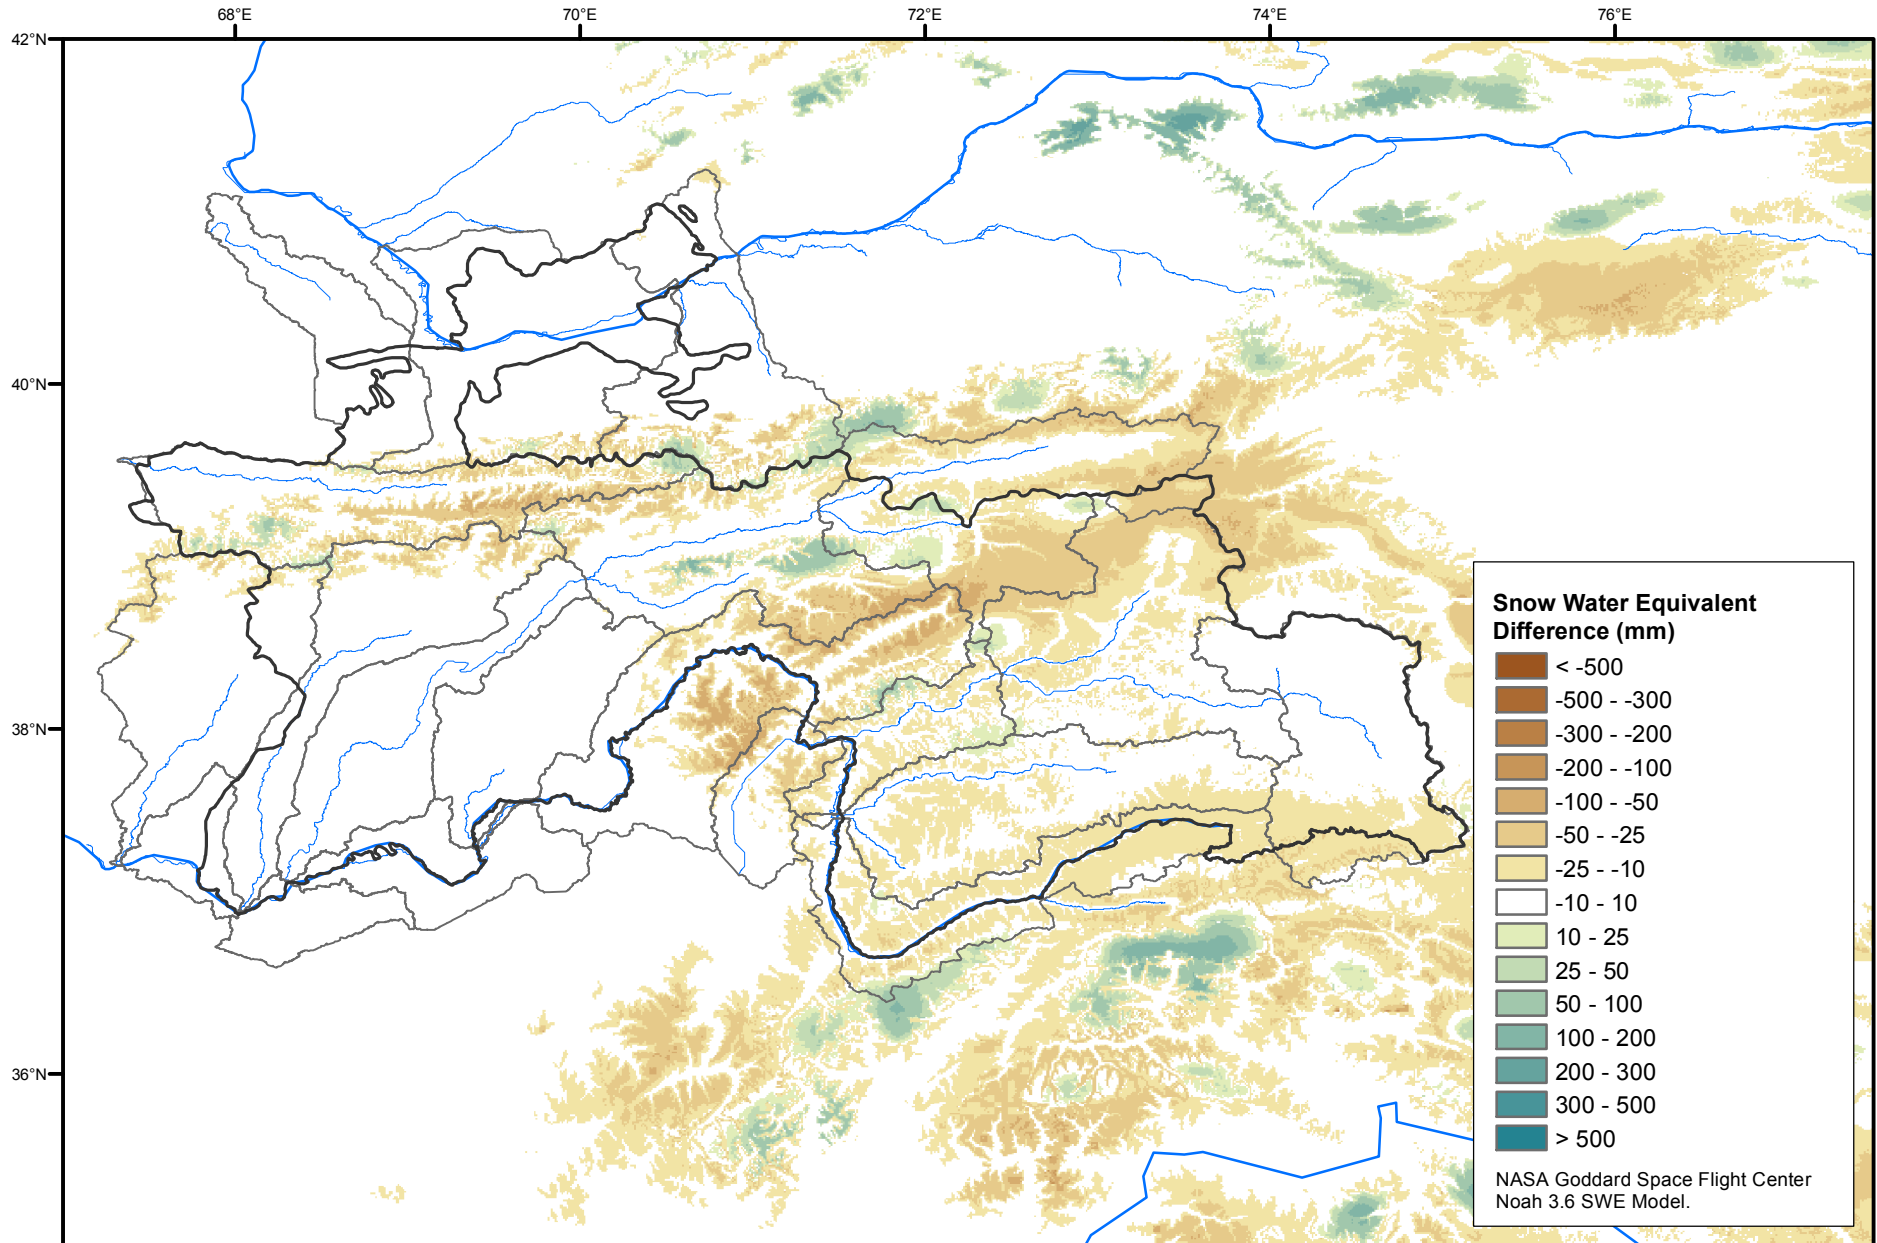 68°E
70°E
72°E
74°E
76°E
42°N
40°N
38°N
36°N
Snow Water Equivalent
Difference (mm)
< -500
-500 - -300
-300 - -200
-200 - -100
-100 - -50
-50 - -25
-25 - -10
-10 - 10
10 - 25
25 - 50
50 - 100
100 - 200
200 - 300
300 - 500
> 500
NASA Goddard Space Flight Center
Noah 3.6 SWE Model.